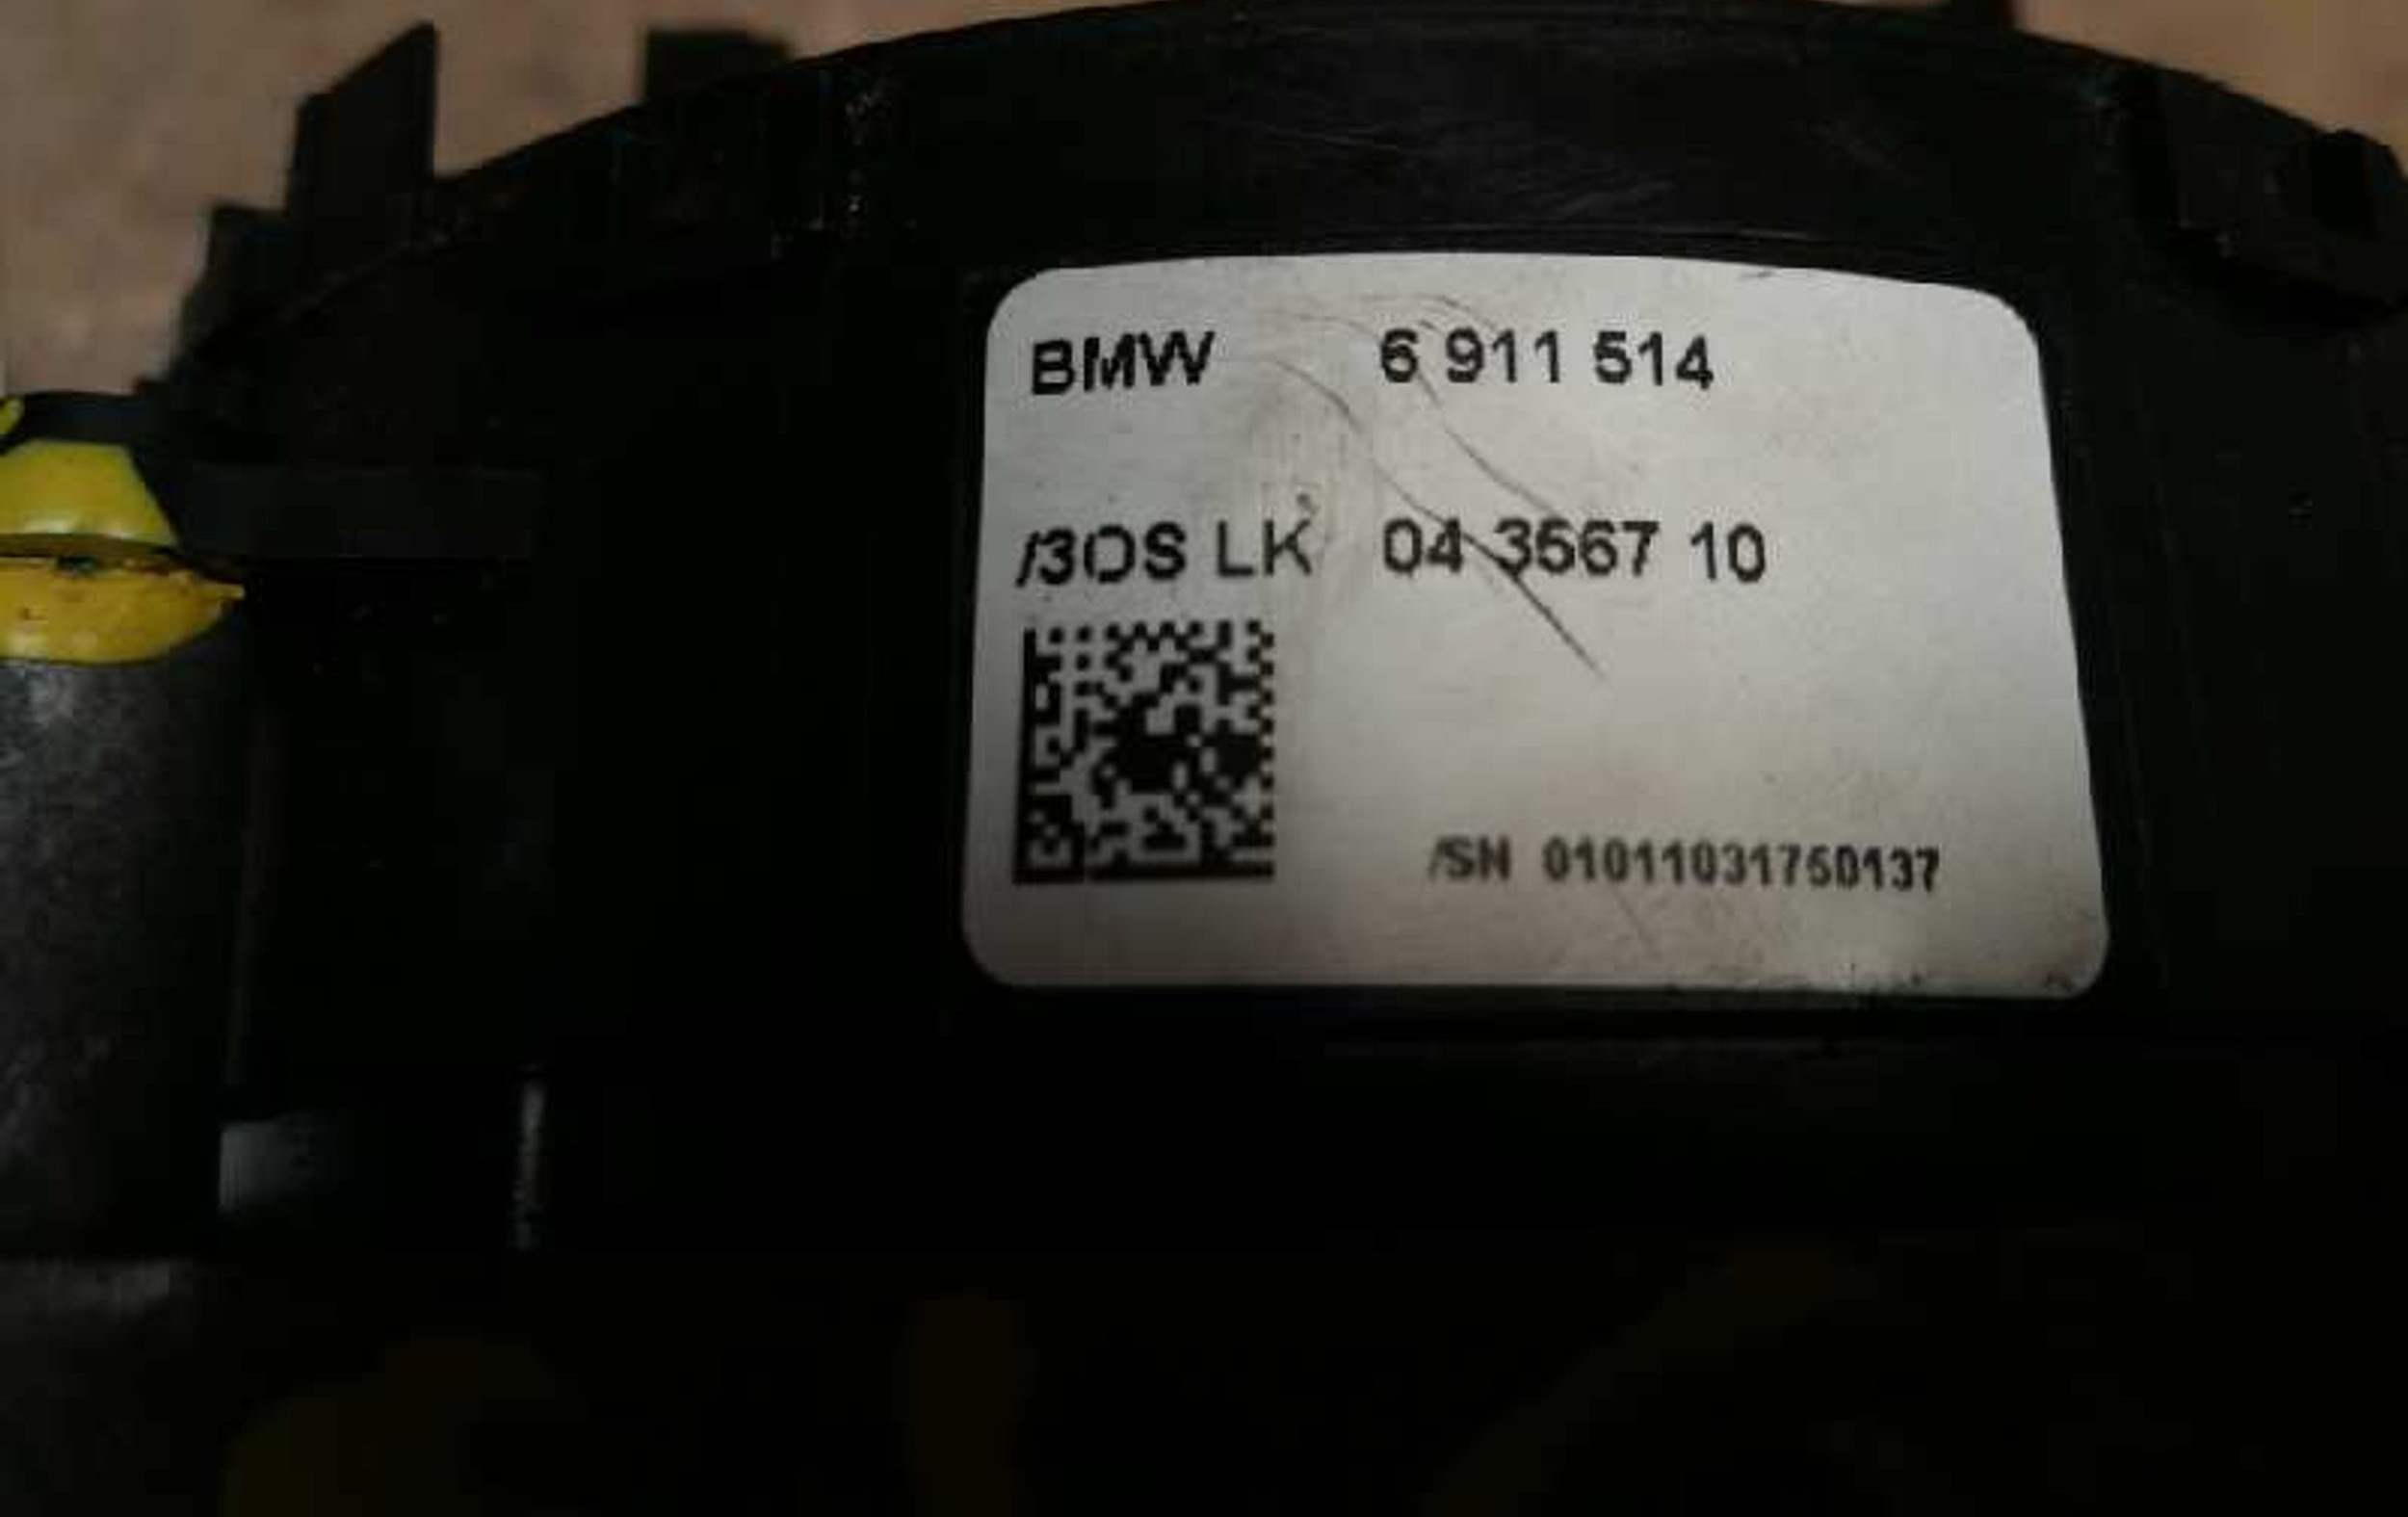 BMW 6 911 514
/3OS LK 04 3567 10
/SN 01011031750137